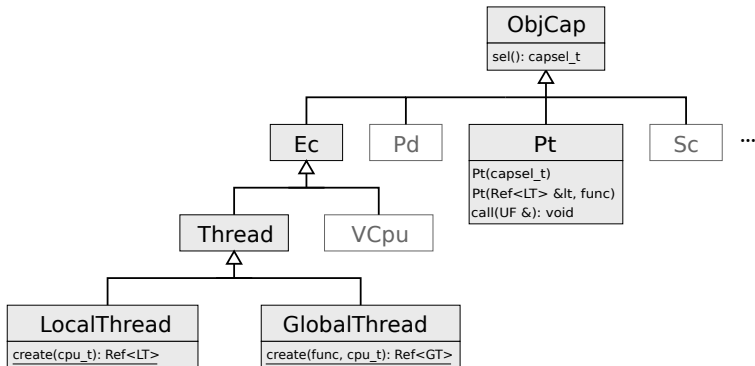 ObjCap
sel(): capsel_t
Ec
Pd
Pt
Sc
...
Pt(capsel_t)
Pt(Ref<LT> &lt, func)
call(UF &): void
Thread
VCpu
LocalThread
GlobalThread
create(cpu_t): Ref<LT>
create(func, cpu_t): Ref<GT>